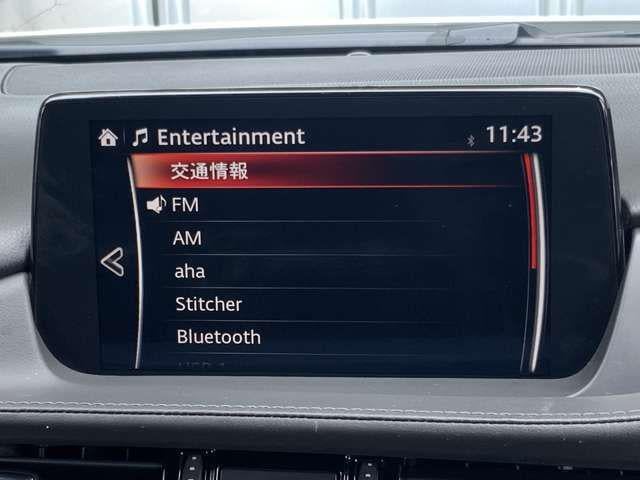 Entertainment 11:43
交通情報
FM
AM
aha
Stitcher
Bluetooth